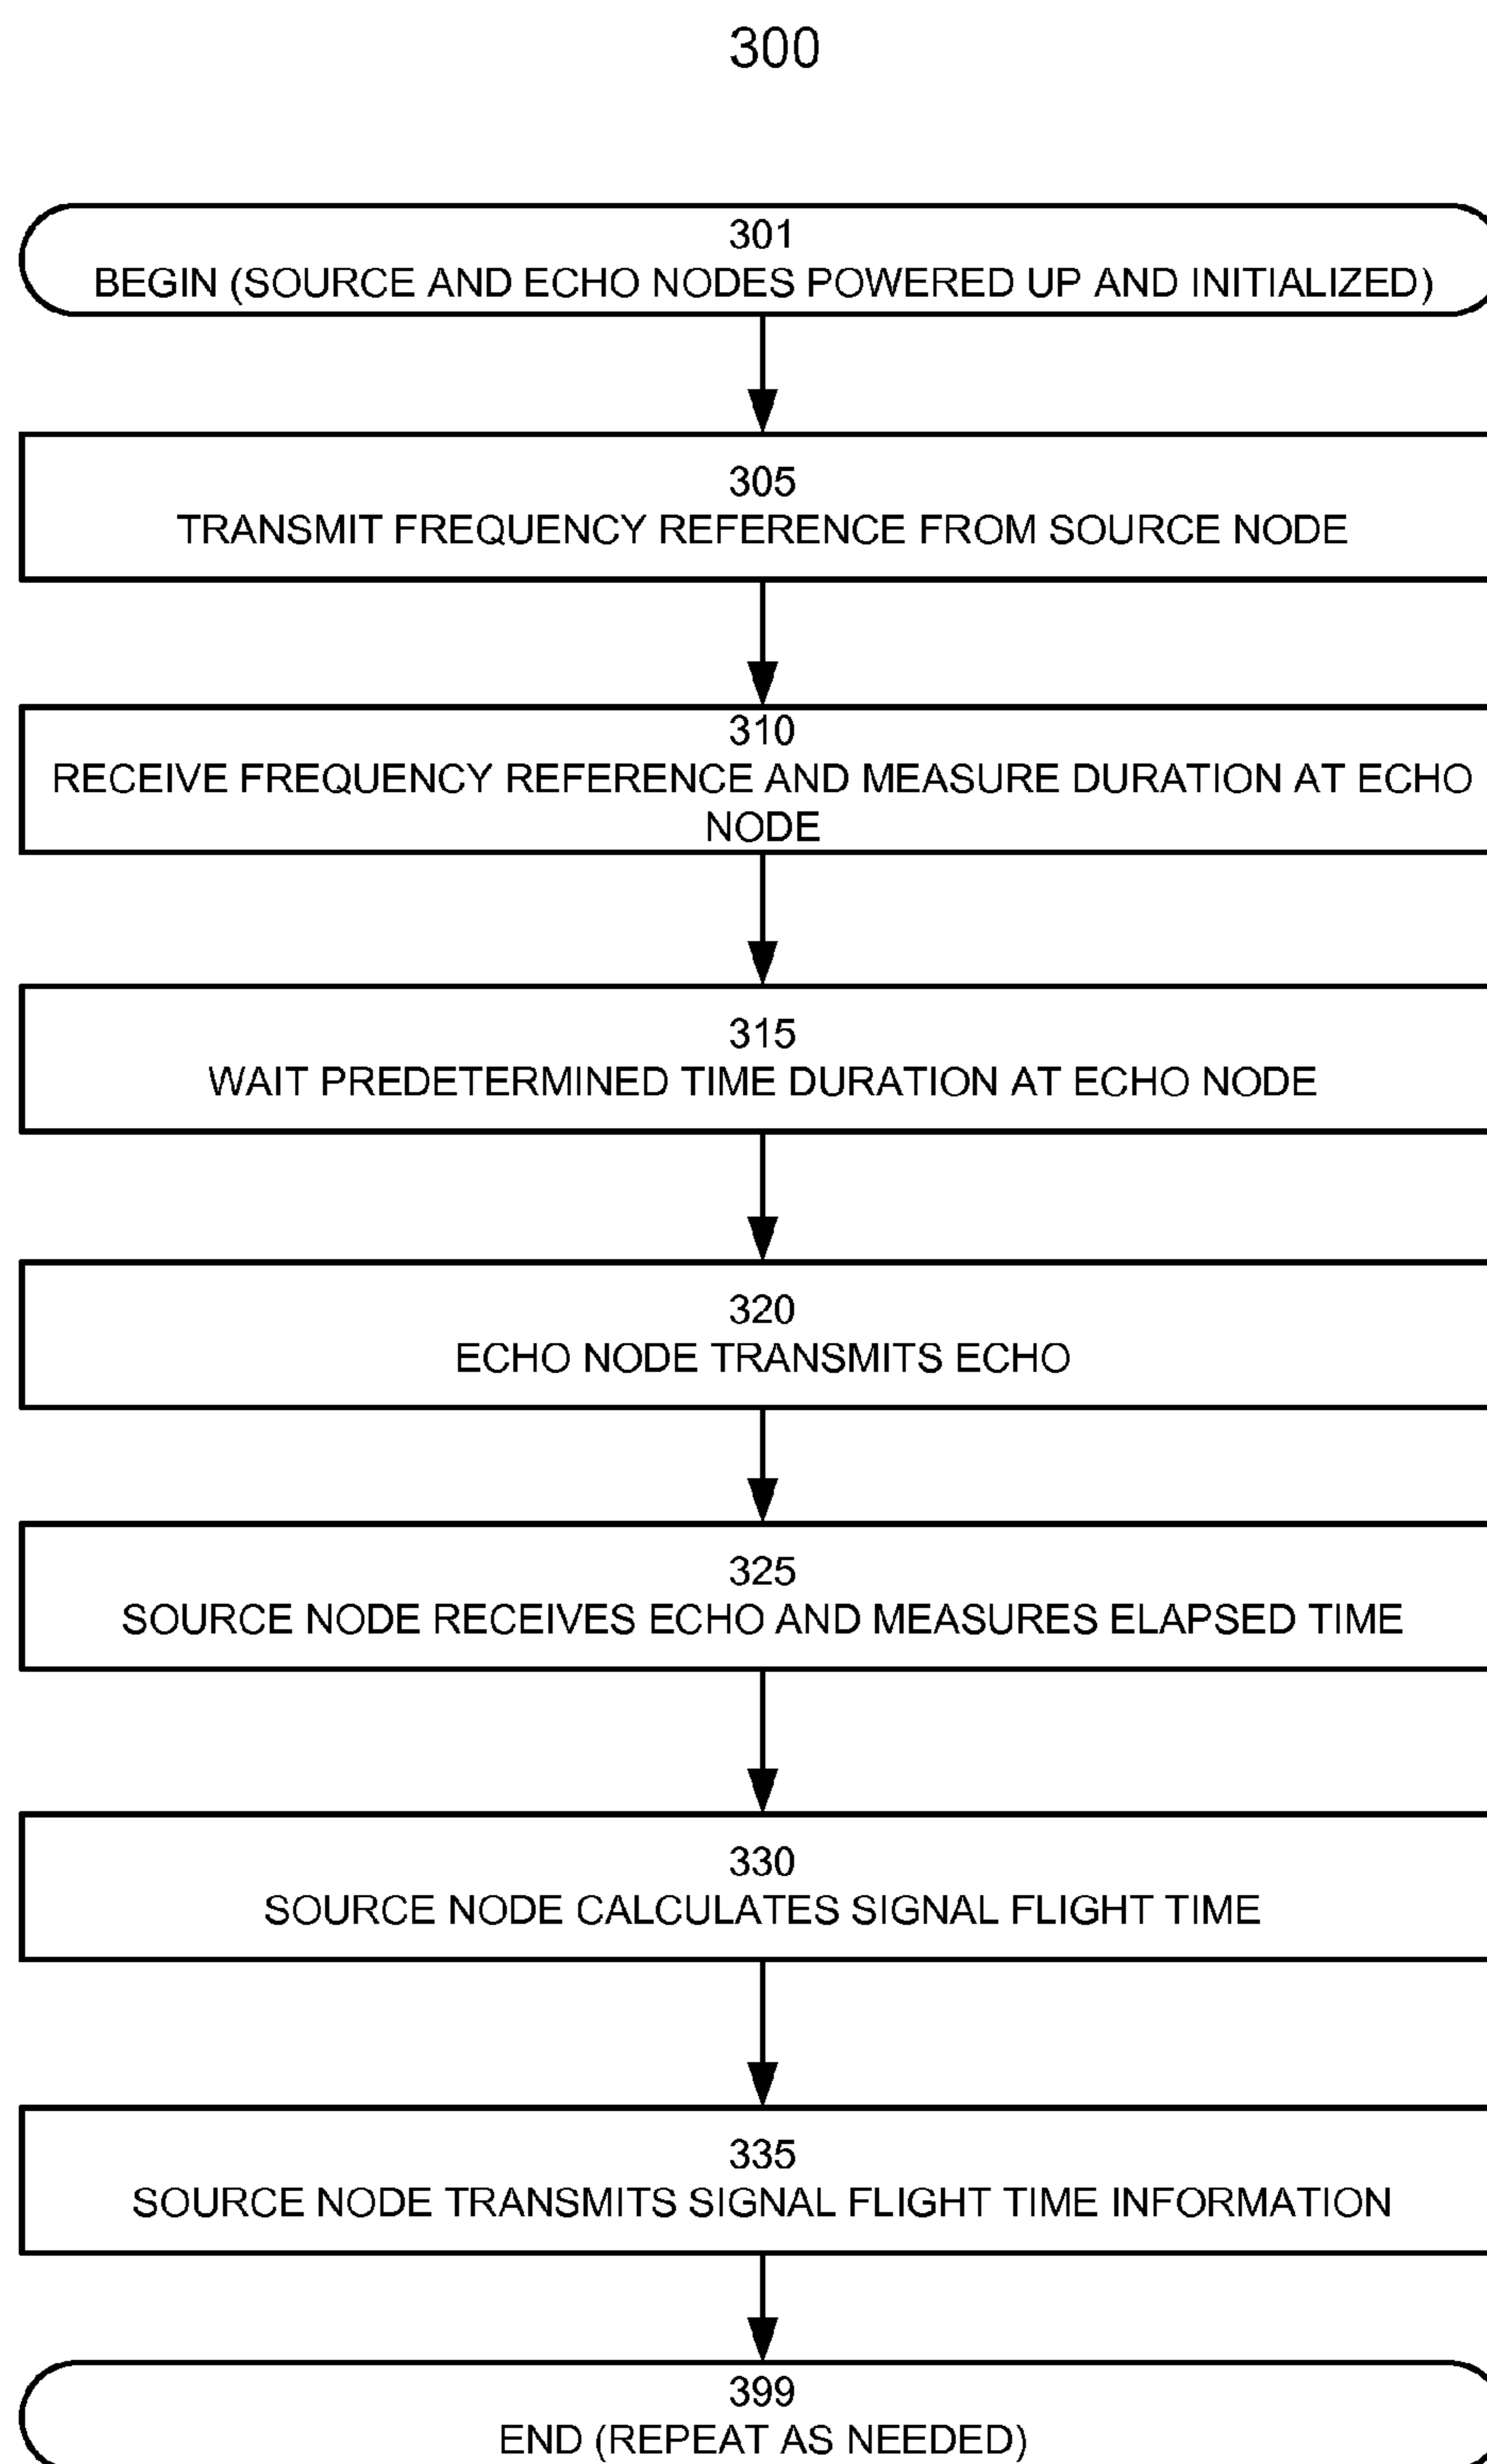 300
301
BEGIN (SOURCE AND ECHO NODES POWERED UP AND INITIALIZED)
305
TRANSMIT FREQUENCY REFERENCE FROM SOURCE NODE
310
RECEIVE FREQUENCY REFERENCE AND MEASURE DURATION AT ECHO
NODE
315
WAIT PREDETERMINED TIME DURATION AT ECHO NODE
320
ECHO NODE TRANSMITS ECHO
325
SOURCE NODE RECEIVES ECHO AND MEASURES ELAPSED TIME
330
SOURCE NODE CALCULATES SIGNAL FLIGHT TIME
335
SOURCE NODE TRANSMITS SIGNAL FLIGHT TIME INFORMATION
399
END (REPEAT AS NEEDED)